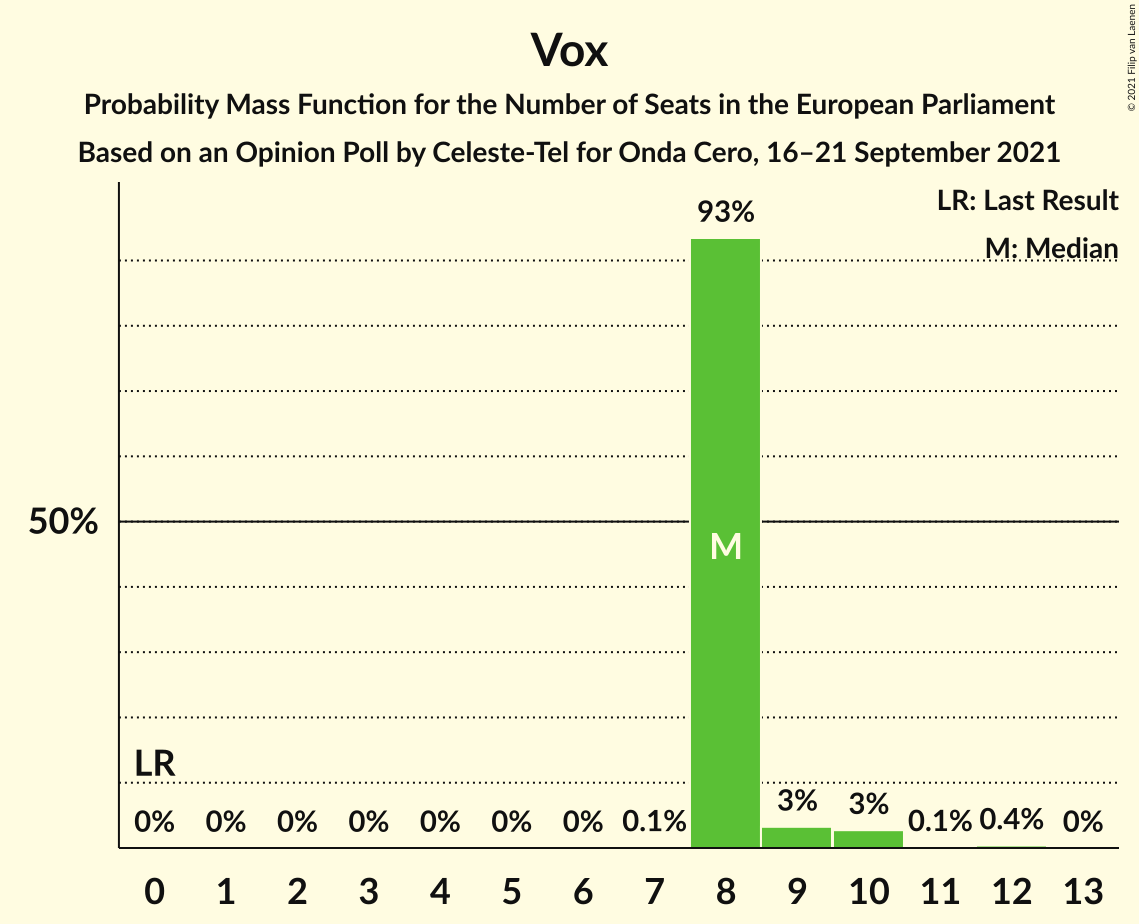 Vox
Probability Mass Function for the Number of Seats in the European Parliament
Based on an Opinion Poll by Celeste-Tel for Onda Cero, 16–21 September 2021
© 2021 Filip van Laenen
LR: Last Result
M: Median
93%
50%
M
LR
0% 0% 0% 0% 0% 0% 0% 0.1% 3% 3% 0.1% 0.4% 0%
0 1 2 3 4 5 6 7 8 9 10 11 12 13